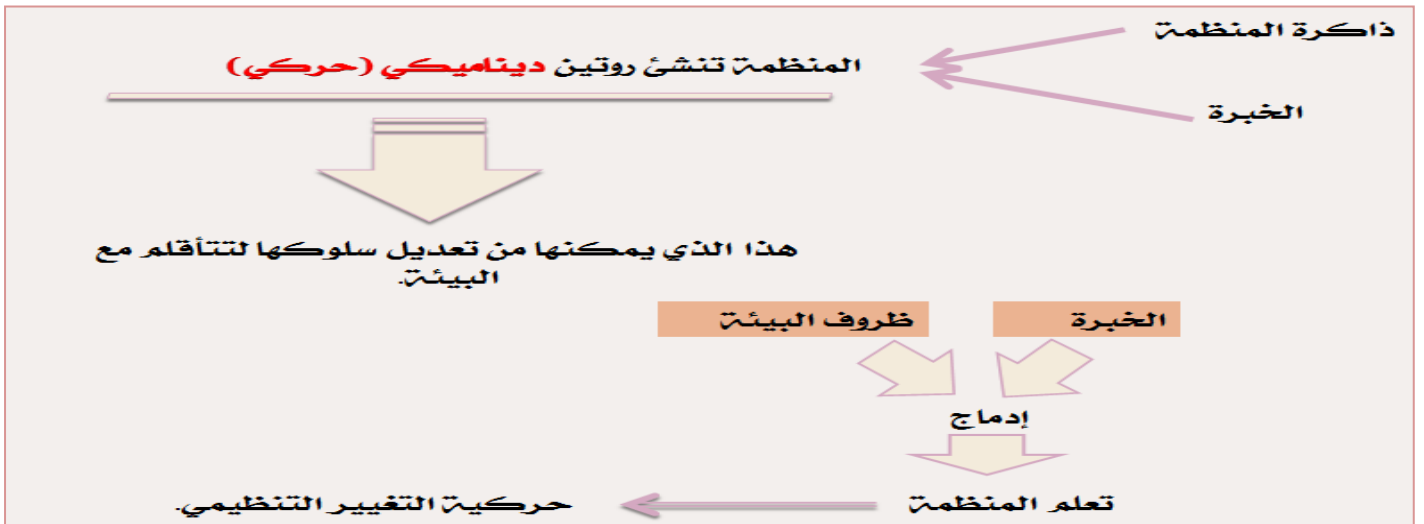 ذاكرة المنظمة
المنظمة تنشئ روتين ديناميكي (حركي)
الخبرة
هذا الذي يمكنها من تعديل سلوكها لتتأقلم مع
البيئة.
الخبرة
ظروف البيئة
إدماج
تعلم المنظمة
حركية التغيير التنظيمي.